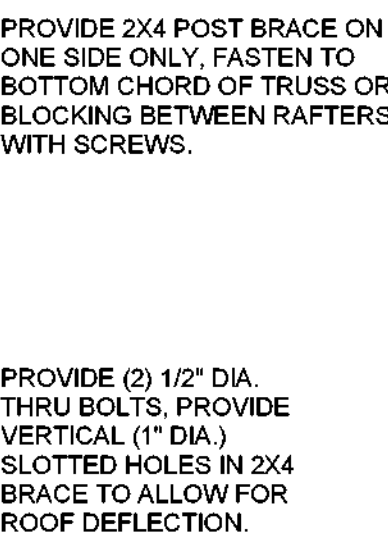 PROVIDE 2X4 POST BRACE ON
ONE SIDE ONLY, FASTEN TO
BOTTOM CHORD OF TRUSS OR
BLOCKING BETWEEN RAFTERS
WITH SCREWS.
PROVIDE (2) 1/2" DIA.
THRU BOLTS, PROVIDE
VERTICAL (1" DIA.)
SLOTTED HOLES IN 2X4
BRACE TO ALLOW FOR
ROOF DEFLECTION.